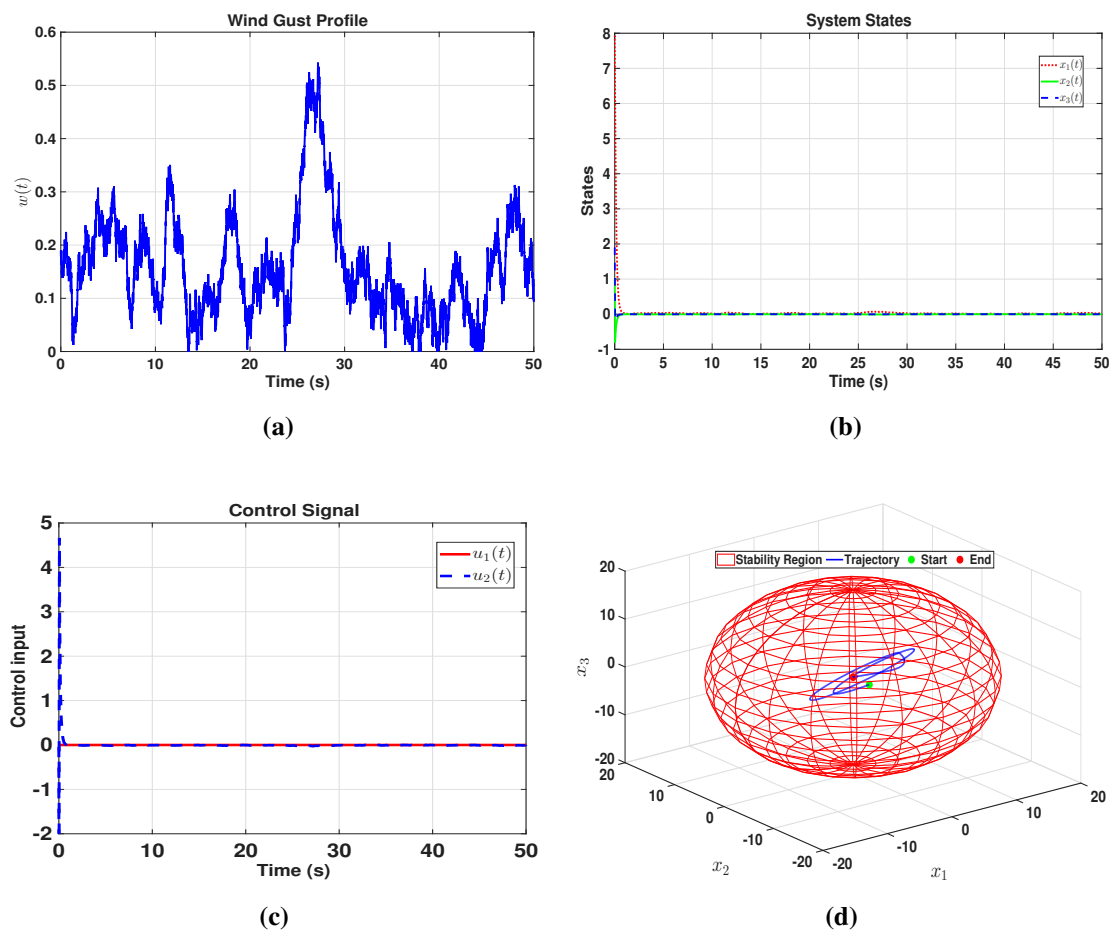 Wind Gust Profile
0.6
0.5
0.4
0.3
0.2
0.1
0
w(t)
0 10 20 30 40 50
Time (s)
(a)
System States
8
7
6
5
4
3
2
1
0
-1
States
x1(t)
x2(t)
x3(t)
0 5 10 15 20 25 30 35 40 45 50
Time (s)
(b)
Control Signal
5
4
3
2
1
0
-1
-2
Control input
u1(t)
u2(t)
0 10 20 30 40 50
Time (s)
(c)
Stability Region Trajectory Start End
20
10
0
-10
-20
x3
20
10
0
-10
-20
x2
-20
-10
0
10
20
x1
(d)